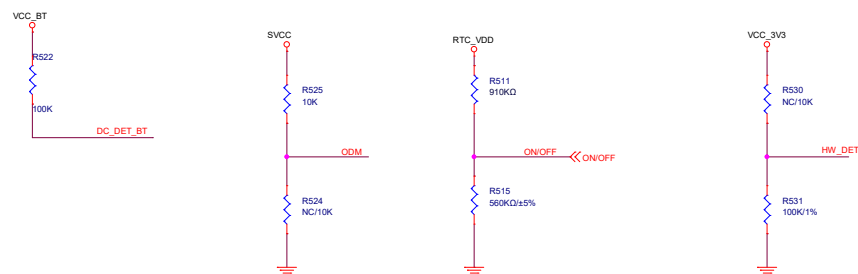 VCC_BT
R522
100K
DC_DET_BT
SVCC
R525
10K
ODM
R524
NC/10K
RTC_VDD
R511
910KΩ
ON/OFF
ON/OFF
R515
560KΩ/±5%
VCC_3V3
R530
NC/10K
HW_DET
R531
100K/1%